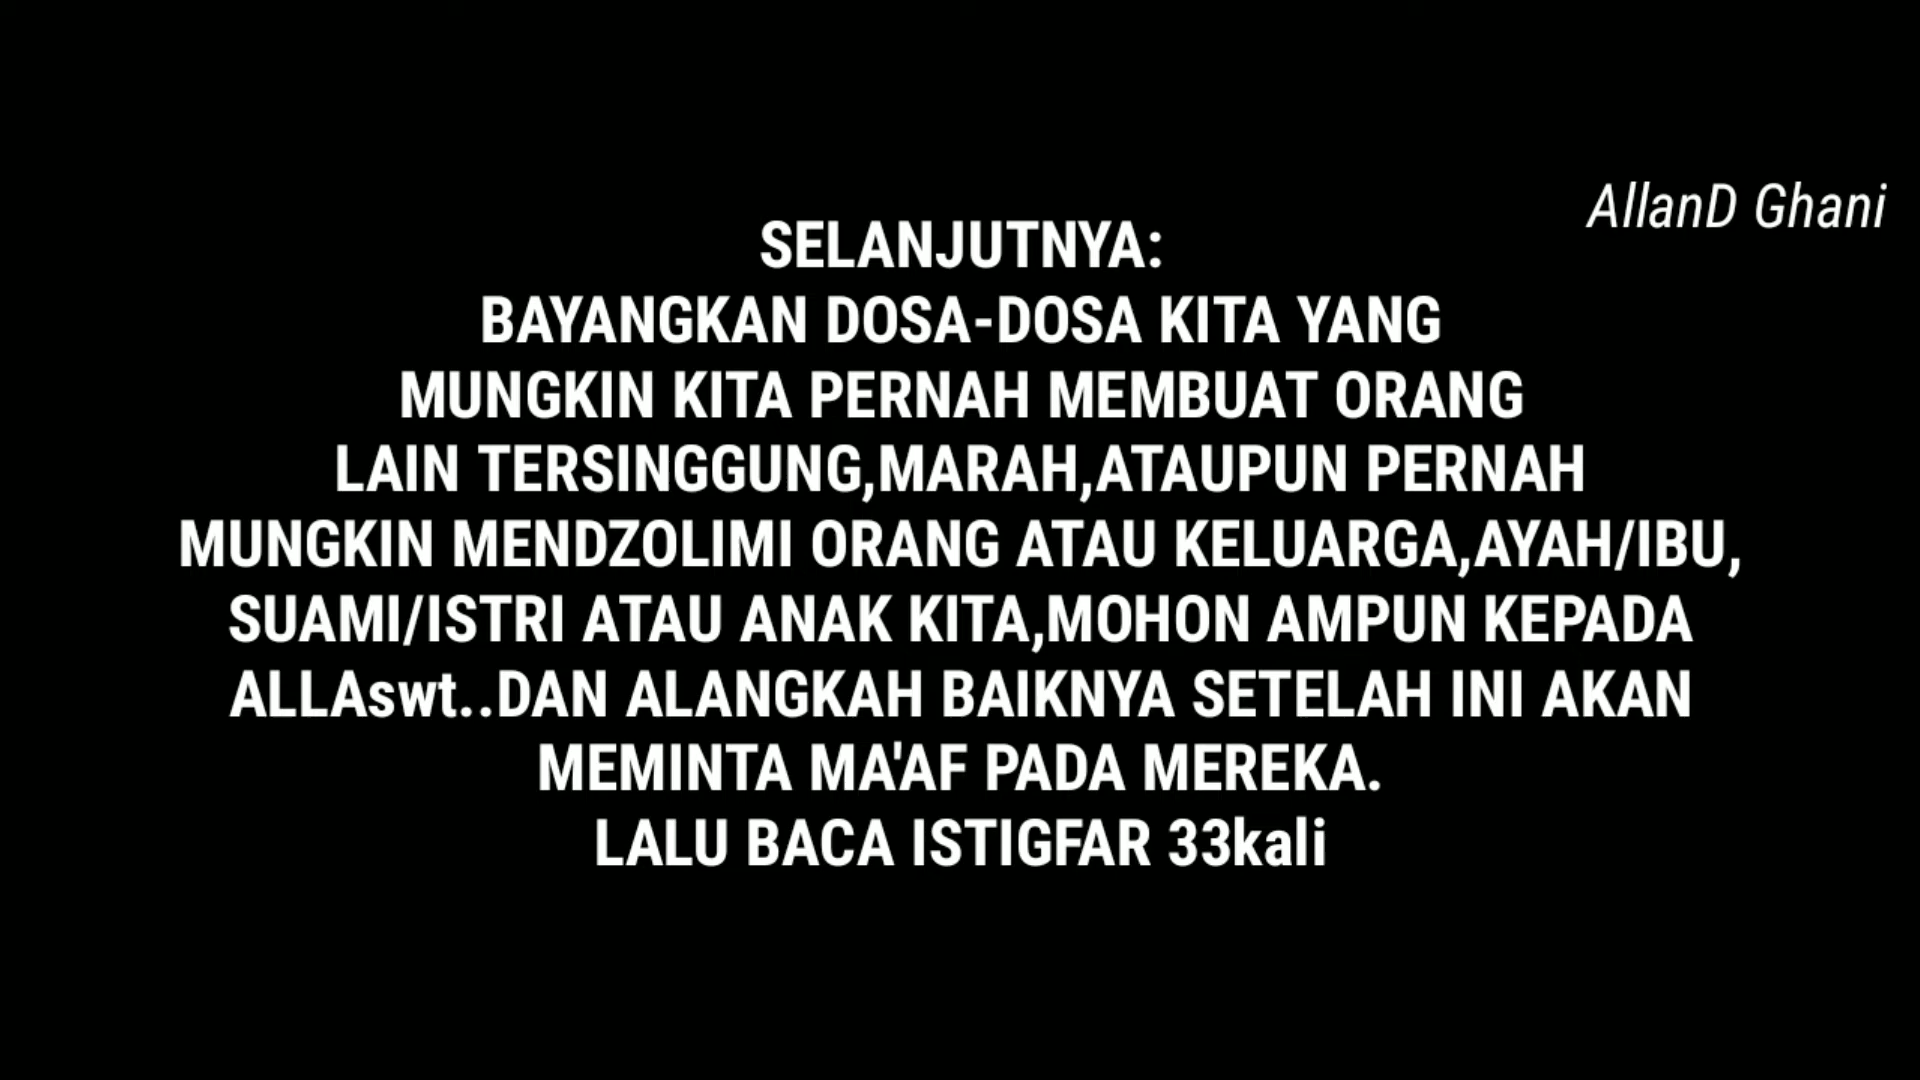 AllanD Ghani
SELANJUTNYA:
BAYANGKAN DOSA-DOSA KITA YANG
MUNGKIN KITA PERNAH MEMBUAT ORANG
LAIN TERSINGGUNG,MARAH,ATAUPUN PERNAH
MUNGKIN MENDZOLIMI ORANG ATAU KELUARGA,AYAH/IBU,
SUAMI/ISTRI ATAU ANAK KITA,MOHON AMPUN KEPADA
ALLAswt..DAN ALANGKAH BAIKNYA SETELAH INI AKAN
MEMINTA MA'AF PADA MEREKA.
LALU BACA ISTIGFAR 33kali